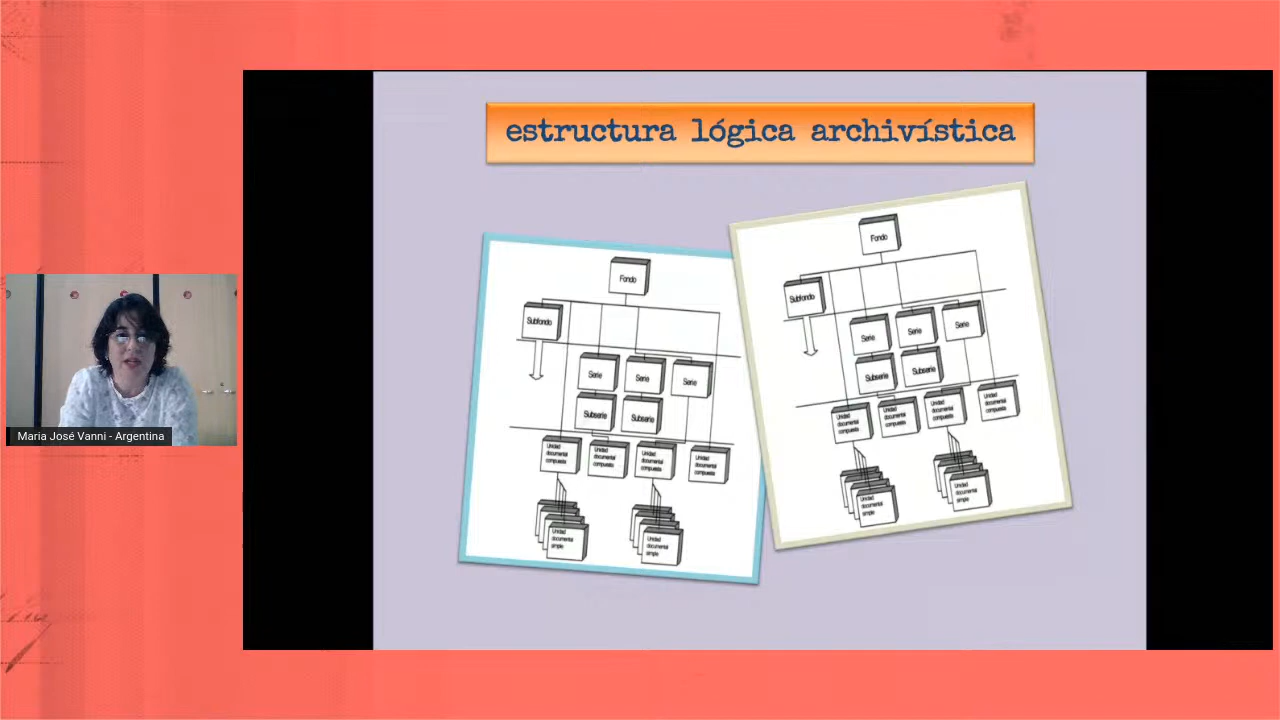 estructura lógica archivística
Fondo
Subfondo
Serie
Serie
Serie
Subserie
Subserie
Unidad
documental
compuesta
Unidad
documental
compuesta
Unidad
documental
compuesta
Unidad
documental
compuesta
Unidad
documental
simple
Unidad
documental
simple
Fondo
Subfondo
Serie
Serie
Serie
Subserie
Subserie
Unidad
documental
compuesta
Unidad
documental
compuesta
Unidad
documental
compuesta
Unidad
documental
compuesta
Unidad
documental
simple
Unidad
documental
simple
Maria José Vanni - Argentina